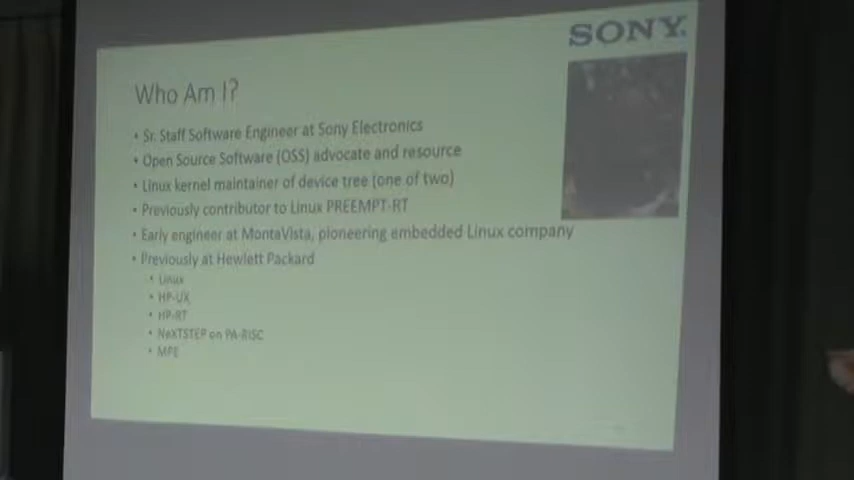 SONY
Who Am I?
• Sr. Staff Software Engineer at Sony Electronics
• Open Source Software (OSS) advocate and resource
• Linux kernel maintainer of device tree (one of two)
• Previously contributor to Linux PREEMPT-RT
• Early engineer at MontaVista, pioneering embedded Linux company
• Previously at Hewlett Packard
• Linux
• HP-UX
• HP-RT
• NeXTSTEP on PA-RISC
• MPE